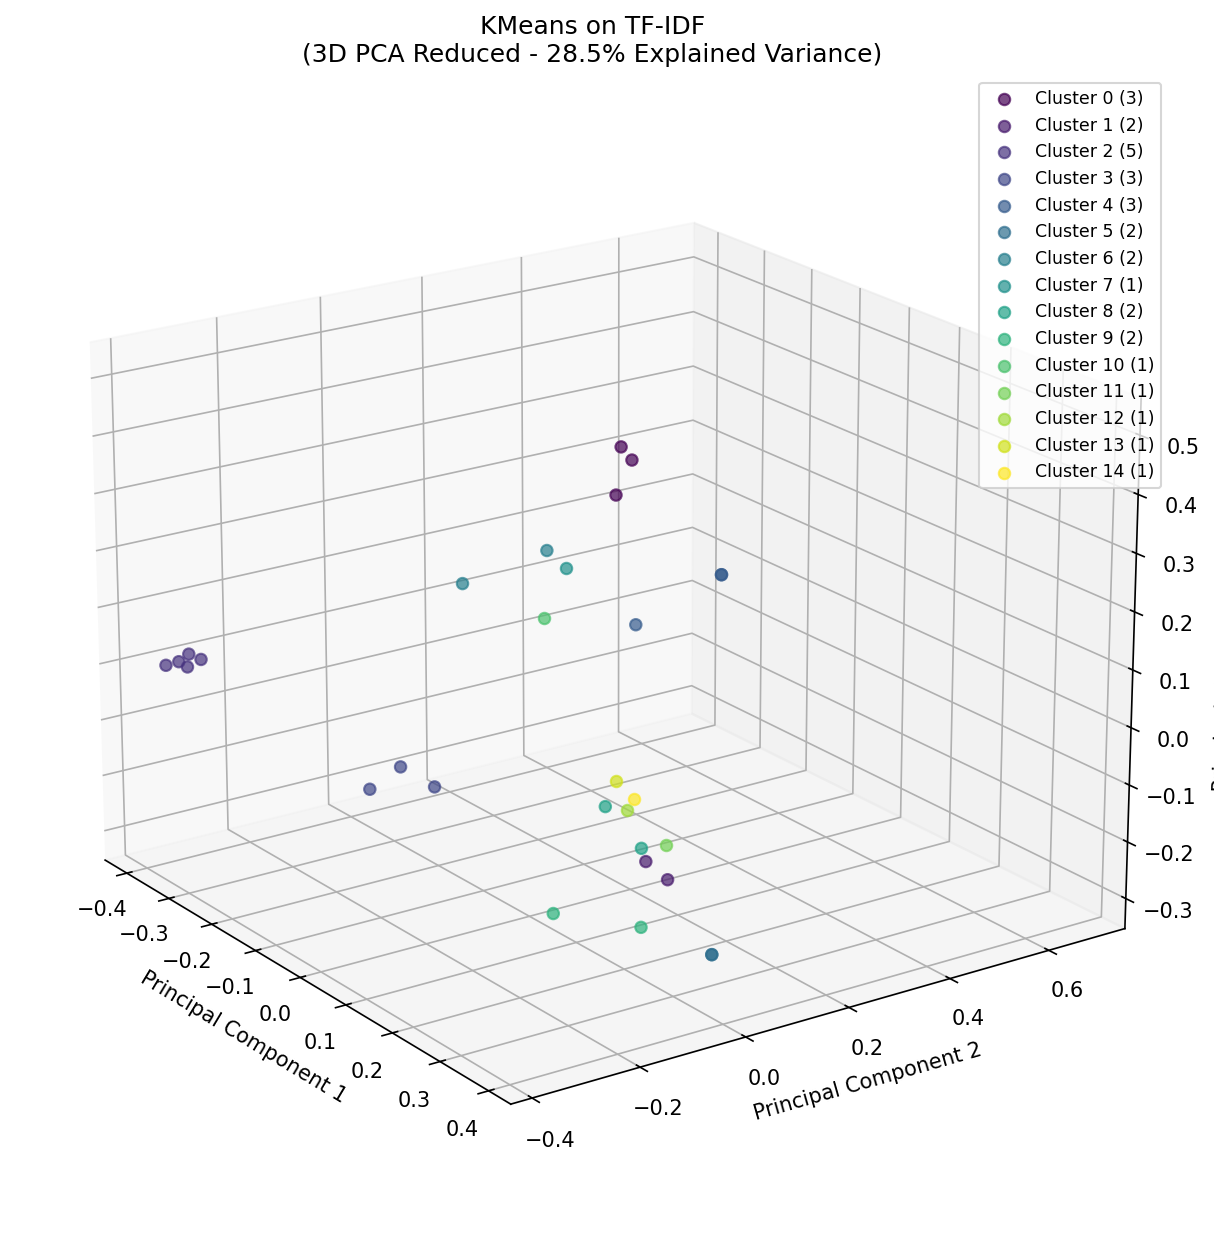 KMeans on TF-IDF
(3D PCA Reduced - 28.5% Explained Variance)
Cluster 0 (3)
Cluster 1 (2)
Cluster 2 (5)
Cluster 3 (3)
Cluster 4 (3)
Cluster 5 (2)
Cluster 6 (2)
Cluster 7 (1)
Cluster 8 (2)
Cluster 9 (2)
Cluster 10 (1)
Cluster 11 (1)
Cluster 12 (1)
Cluster 13 (1)
Cluster 14 (1)
0.5
0.4
0.3
0.2
0.1
0.0
−0.1
−0.2
−0.3
−0.4
−0.3
−0.2
−0.1
0.0
0.1
0.2
0.3
0.4
Principal Component 1
−0.4
−0.2
0.0
0.2
0.4
0.6
Principal Component 2